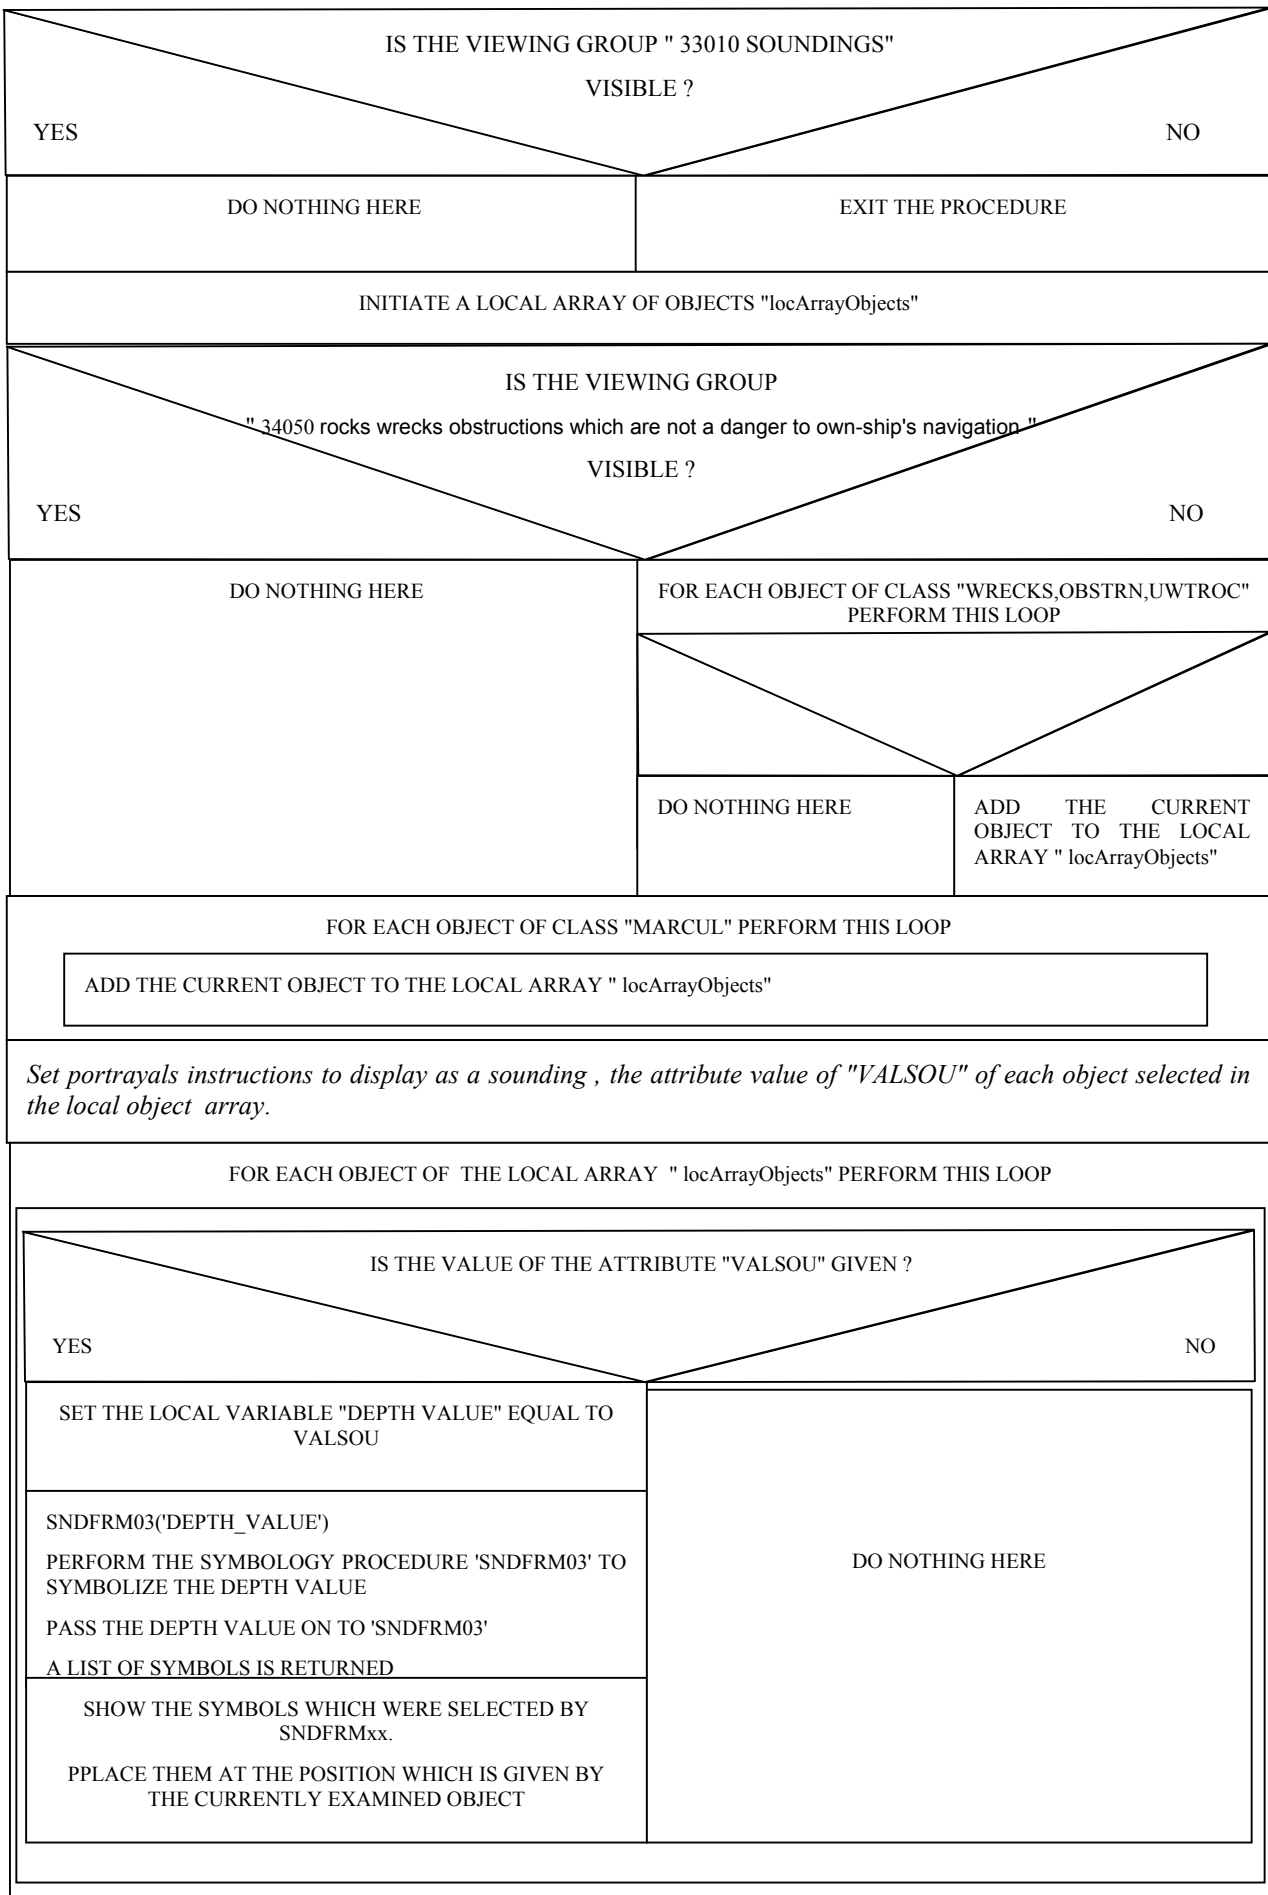 IS THE VIEWING GROUP " 33010 SOUNDINGS"
VISIBLE ?
YES
NO
DO NOTHING HERE
EXIT THE PROCEDURE
INITIATE A LOCAL ARRAY OF OBJECTS "locArrayObjects"
IS THE VIEWING GROUP
" 34050 rocks wrecks obstructions which are not a danger to own-ship's navigation "
VISIBLE ?
YES
NO
DO NOTHING HERE
FOR EACH OBJECT OF CLASS "WRECKS,OBSTRN,UWTROC"
PERFORM THIS LOOP
DO NOTHING HERE
ADD THE CURRENT
OBJECT TO THE LOCAL
ARRAY " locArrayObjects"
FOR EACH OBJECT OF CLASS "MARCUL" PERFORM THIS LOOP
ADD THE CURRENT OBJECT TO THE LOCAL ARRAY " locArrayObjects"
Set portrayals instructions to display as a sounding , the attribute value of "VALSOU" of each object selected in
the local object array.
FOR EACH OBJECT OF THE LOCAL ARRAY " locArrayObjects" PERFORM THIS LOOP
IS THE VALUE OF THE ATTRIBUTE "VALSOU" GIVEN ?
YES
NO
SET THE LOCAL VARIABLE "DEPTH VALUE" EQUAL TO
VALSOU
SNDFRM03('DEPTH_VALUE')
PERFORM THE SYMBOLOGY PROCEDURE 'SNDFRM03' TO
SYMBOLIZE THE DEPTH VALUE
PASS THE DEPTH VALUE ON TO 'SNDFRM03'
A LIST OF SYMBOLS IS RETURNED
DO NOTHING HERE
SHOW THE SYMBOLS WHICH WERE SELECTED BY
SNDFRMxx.
PPLACE THEM AT THE POSITION WHICH IS GIVEN BY
THE CURRENTLY EXAMINED OBJECT